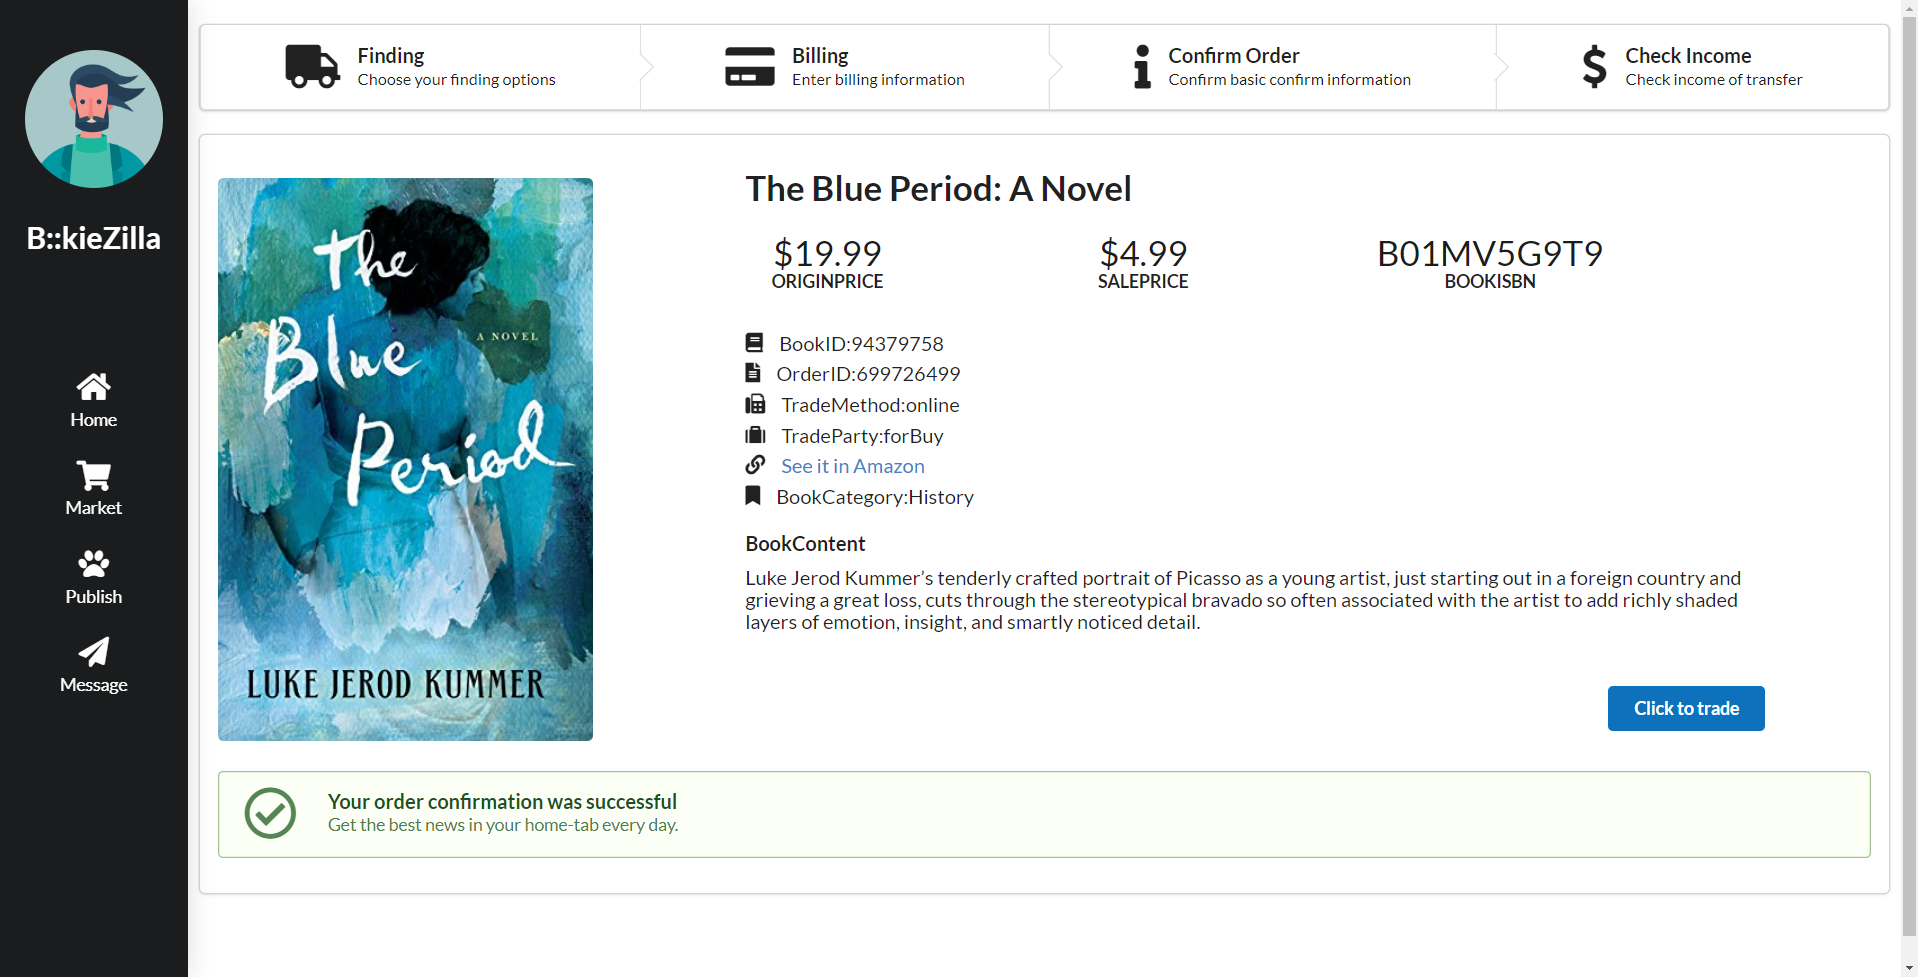 B::kieZilla
Home
Market
Publish
Message
Finding
Choose your finding options
Billing
Enter billing information
Confirm Order
Confirm basic confirm information
Check Income
Check income of transfer
The
Blue
A NOVEL
Period
LUKE JEROD KUMMER
The Blue Period: A Novel
$19.99
ORIGINPRICE
$4.99
SALEPRICE
B01MV5G9T9
BOOKISBN
BookID:94379758
OrderID:699726499
TradeMethod:online
TradeParty:forBuy
See it in Amazon
BookCategory:History
BookContent
Luke Jerod Kummer’s tenderly crafted portrait of Picasso as a young artist, just starting out in a foreign country and
grieving a great loss, cuts through the stereotypical bravado so often associated with the artist to add richly shaded
layers of emotion, insight, and smartly noticed detail.
Click to trade
Your order confirmation was successful
Get the best news in your home-tab every day.